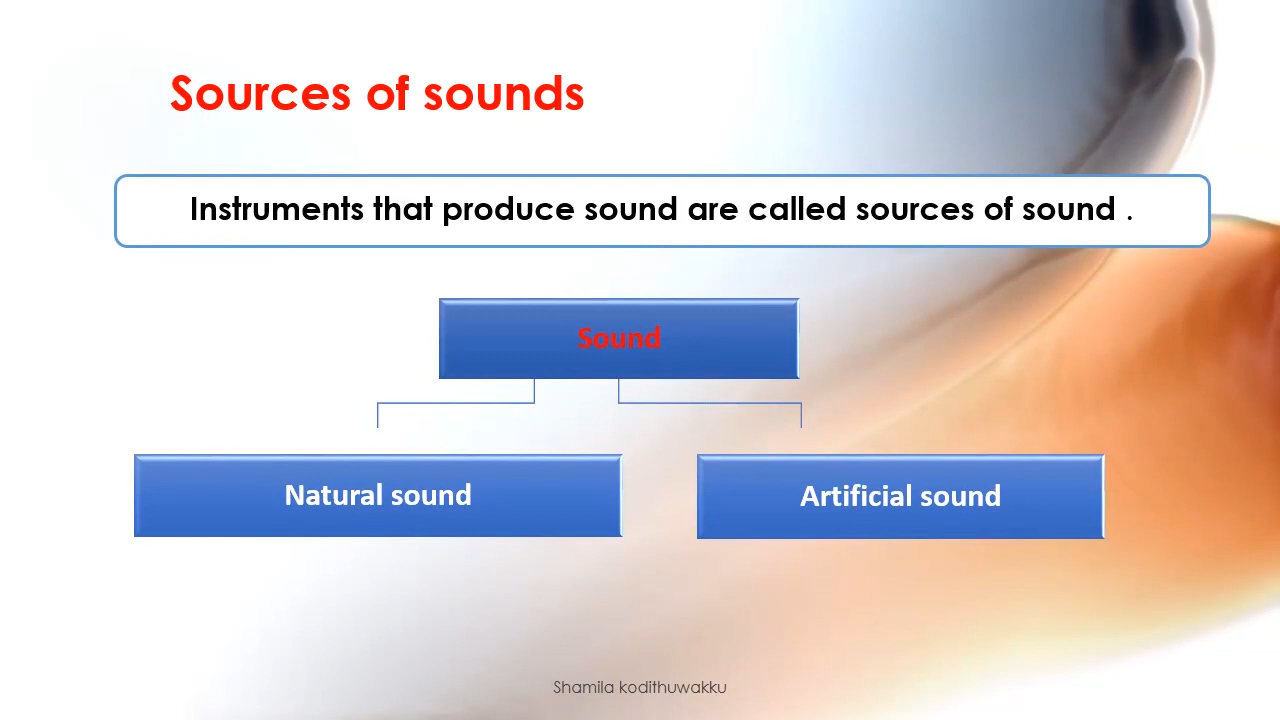 Sources of sounds
Instruments that produce sound are called sources of sound .
Sound
Natural sound
Artificial sound
Shamila kodithuwakku